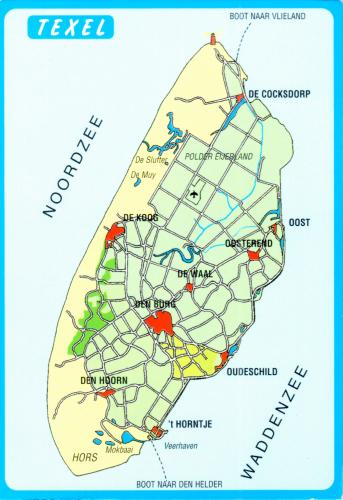 TEXEL
BOOT NAAR VLIELAND
DE COCKSDORP
NOORDZEE
De Slufter
POLDER EIJERLAND
De Muy
DE KOOG
OOST
OOSTEREND
DE WAAL
DEN BURG
OUDESCHILD
DEN HOORN
'T HORNTJE
WADDENZEE
Mokbaai
Veerhaven
HORS
BOOT NAAR DEN HELDER